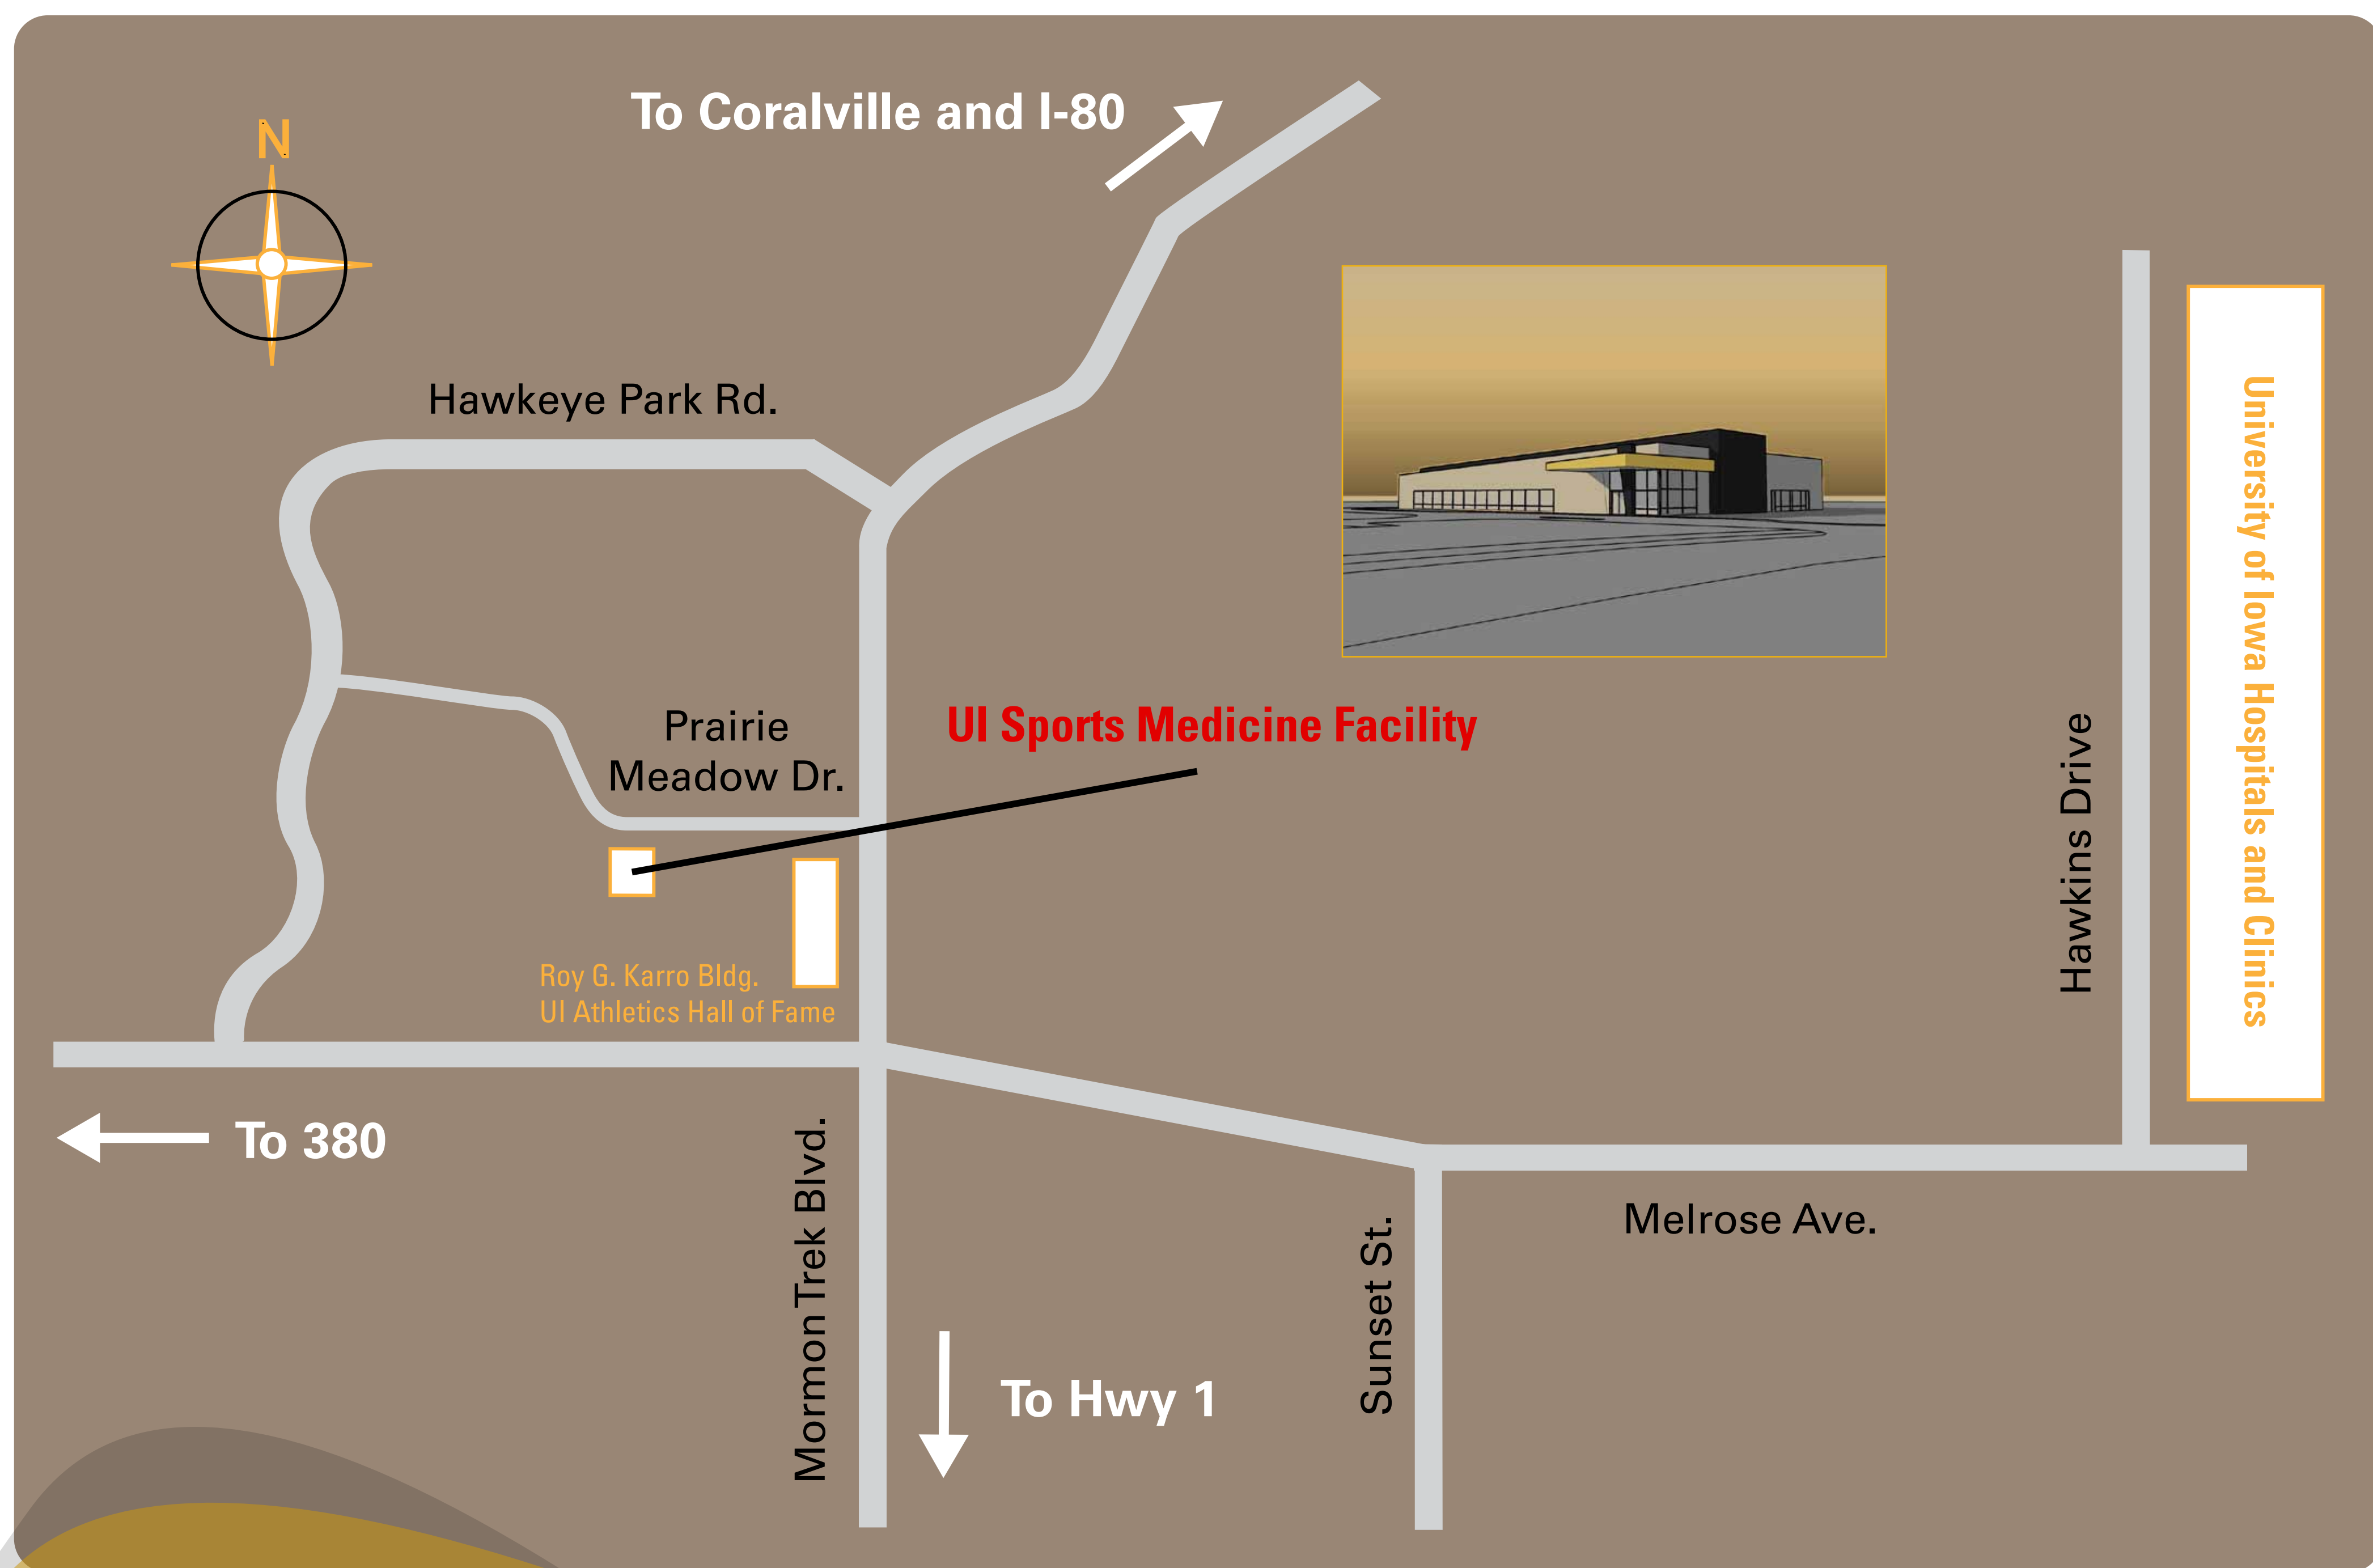 To Coralville and I-80
N
Hawkeye Park Rd.
Prairie
Meadow Dr.
UI Sports Medicine Facility
Hawkins Drive
University of Iowa Hospitals and Clinics
Roy G. Karro Bldg.
UI Athletics Hall of Fame
To 380
Mormon Trek Blvd.
To Hwy 1
Sunset St.
Melrose Ave.